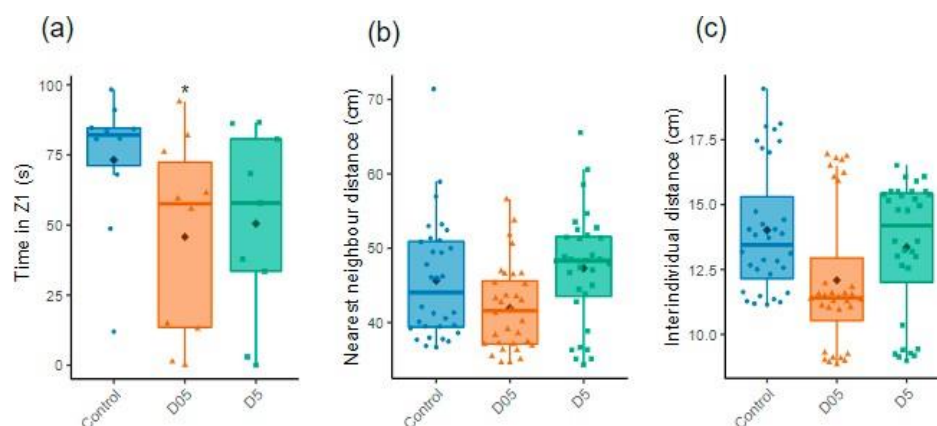 (a)
Time in Z1 (s)
100
75
50
25
0
*
Control
D05
D5
(b)
Nearest neighbour distance (cm)
70
60
50
40
Control
D05
D5
(c)
Interindividual distance (cm)
17.5
15.0
12.5
10.0
Control
D05
D5